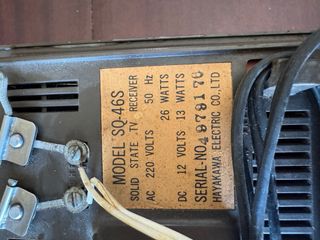 MODEL SQ-46S
SOLID STATE TV RECEIVER
AC 220 VOLTS 50 Hz 26 WATTS
DC 12 VOLTS 13 WATTS
SERIAL-NO.4979170
HAYAKAWA ELECTRIC CO.,LTD